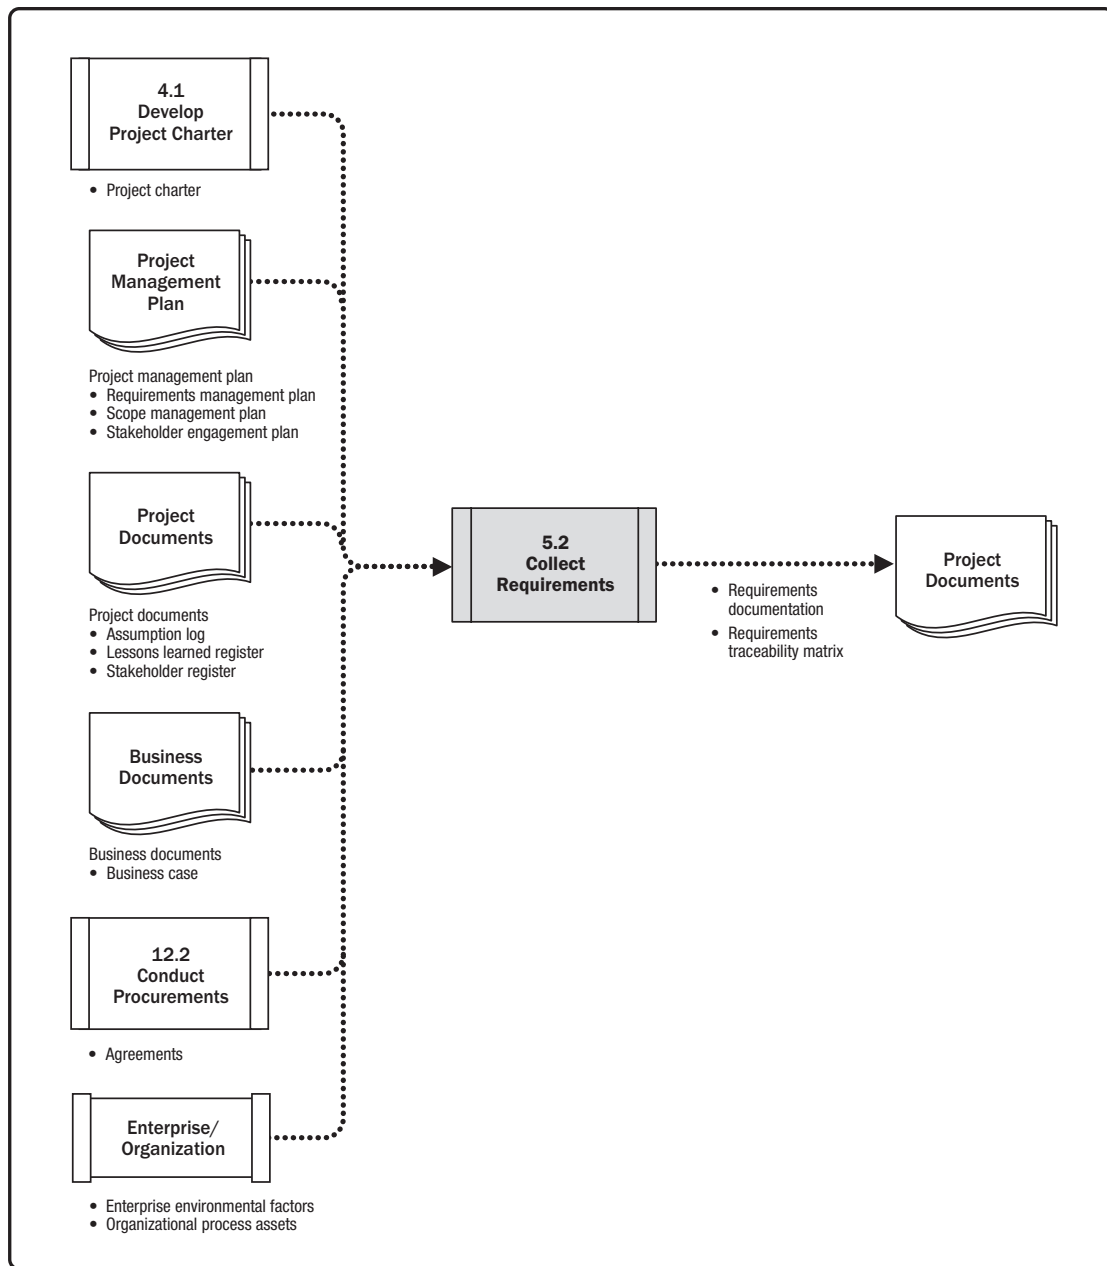 4.1
Develop
Project Charter
• Project charter
Project
Management
Plan
Project management plan
• Requirements management plan
• Scope management plan
• Stakeholder engagement plan
Project
Documents
Project documents
• Assumption log
• Lessons learned register
• Stakeholder register
Business
Documents
Business documents
• Business case
12.2
Conduct
Procurements
• Agreements
Enterprise/
Organization
• Enterprise environmental factors
• Organizational process assets
5.2
Collect
Requirements
• Requirements
documentation
• Requirements
traceability matrix
Project
Documents